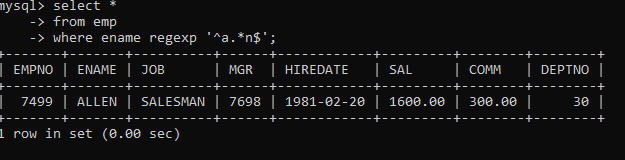 mysql> select *
    -> from emp
    -> where ename regexp '^a.*n$';
+-------+-------+----------+------+------------+---------+--------+--------+
| EMPNO | ENAME | JOB      | MGR  | HIREDATE   | SAL     | COMM   | DEPTNO |
+-------+-------+----------+------+------------+---------+--------+--------+
|  7499 | ALLEN | SALESMAN | 7698 | 1981-02-20 | 1600.00 | 300.00 |     30 |
+-------+-------+----------+------+------------+---------+--------+--------+
1 row in set (0.00 sec)